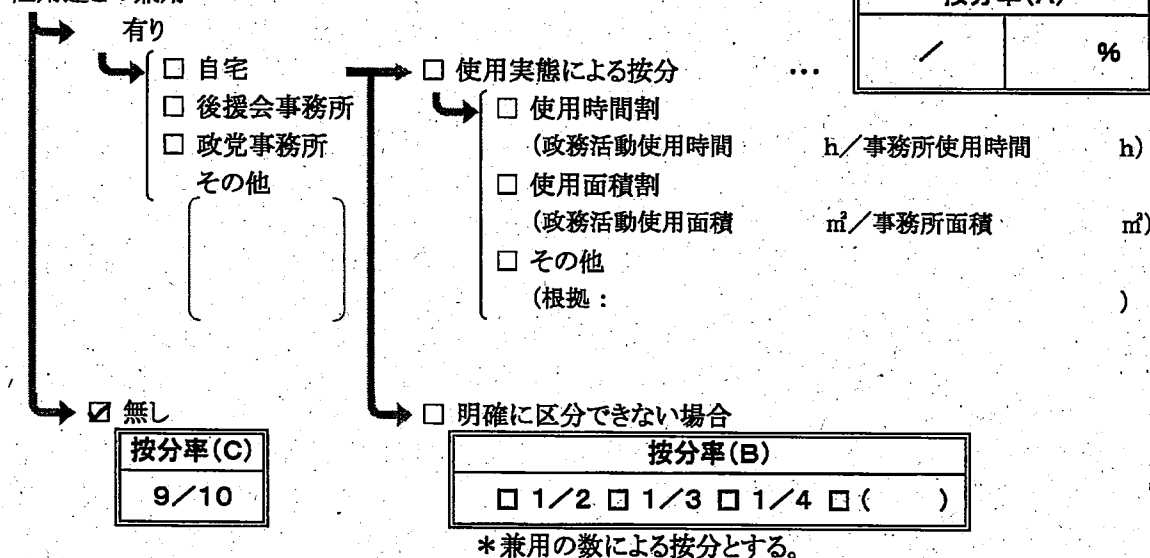 有り
□ 自宅
□ 後援会事務所
□ 政党事務所
その他
□ 使用実態による按分 …
／ %
□ 使用時間割
(政務活動使用時間 h／事務所使用時間 h)
□ 使用面積割
(政務活動使用面積 ㎡／事務所面積 ㎡)
□ その他
(根拠： )
☑ 無し
按分率(C)
9／10
□ 明確に区分できない場合
按分率(B)
□ 1／2 □ 1／3 □ 1／4 □ ( )
＊兼用の数による按分とする。